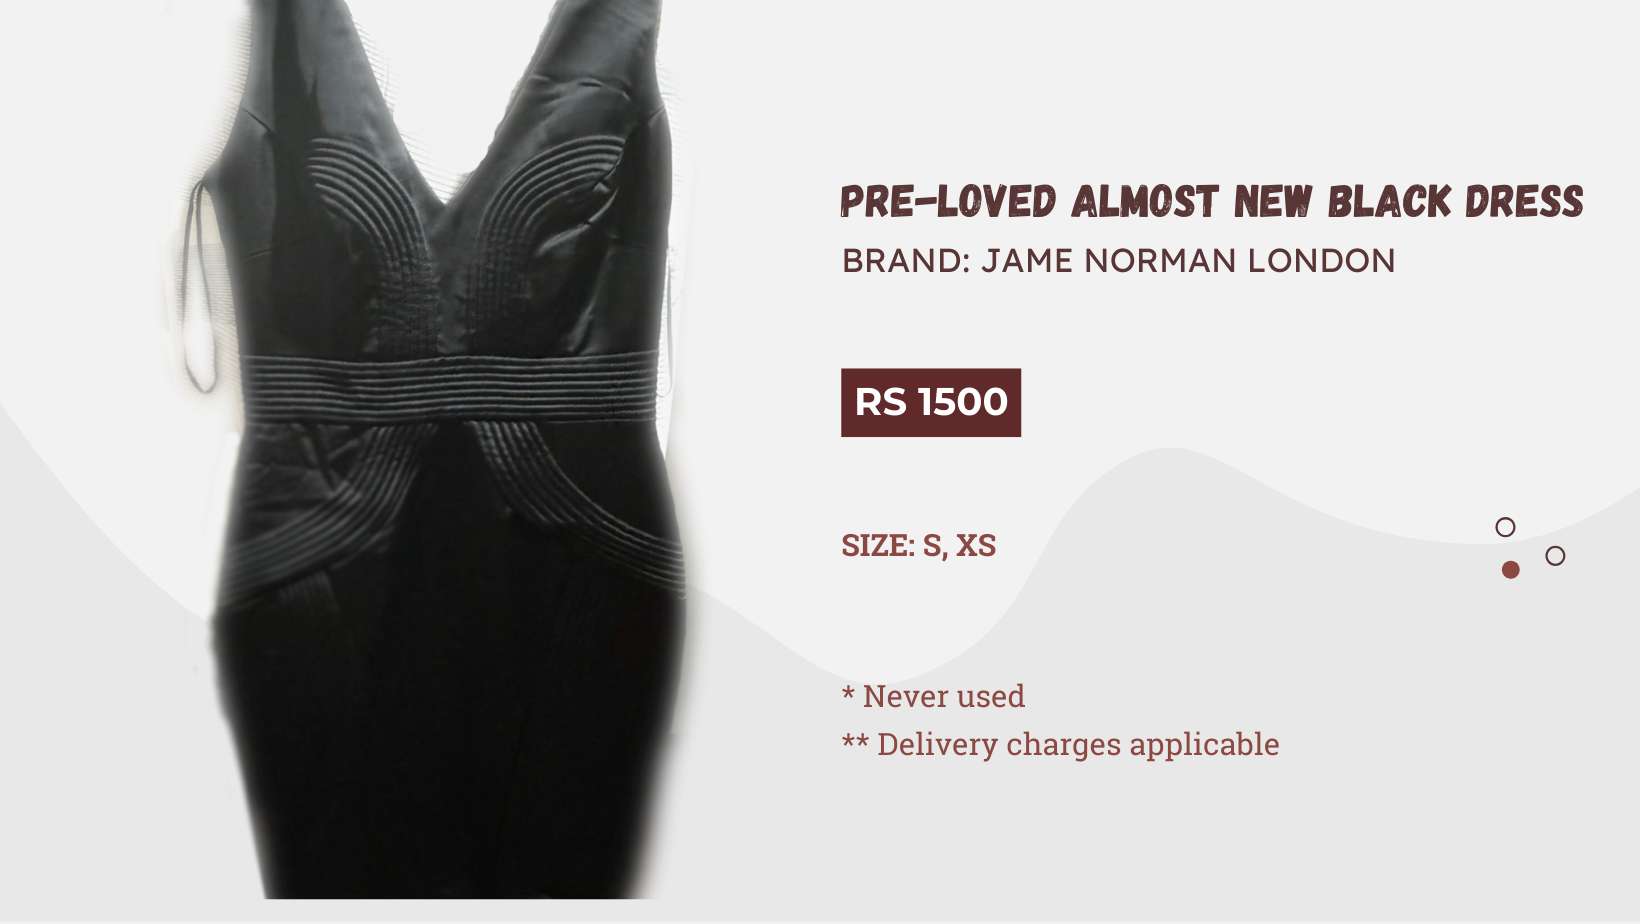 PRE-LOVED ALMOST NEW BLACK DRESS
BRAND: JAME NORMAN LONDON
RS 1500
SIZE: S, XS
* Never used
** Delivery charges applicable